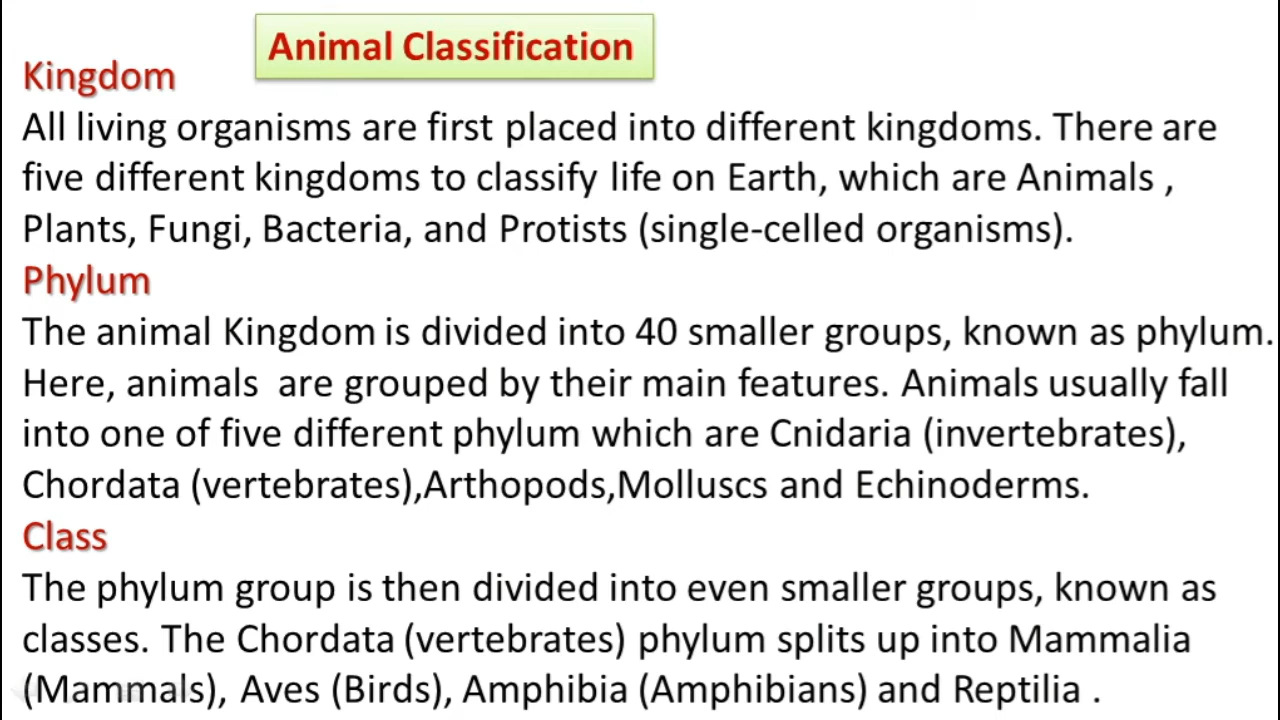 Animal Classification
Kingdom
All living organisms are first placed into different kingdoms. There are
five different kingdoms to classify life on Earth, which are Animals ,
Plants, Fungi, Bacteria, and Protists (single-celled organisms).
Phylum
The animal Kingdom is divided into 40 smaller groups, known as phylum.
Here, animals  are grouped by their main features. Animals usually fall
into one of five different phylum which are Cnidaria (invertebrates),
Chordata (vertebrates),Arthopods,Molluscs and Echinoderms.
Class
The phylum group is then divided into even smaller groups, known as
classes. The Chordata (vertebrates) phylum splits up into Mammalia
(Mammals), Aves (Birds), Amphibia (Amphibians) and Reptilia .